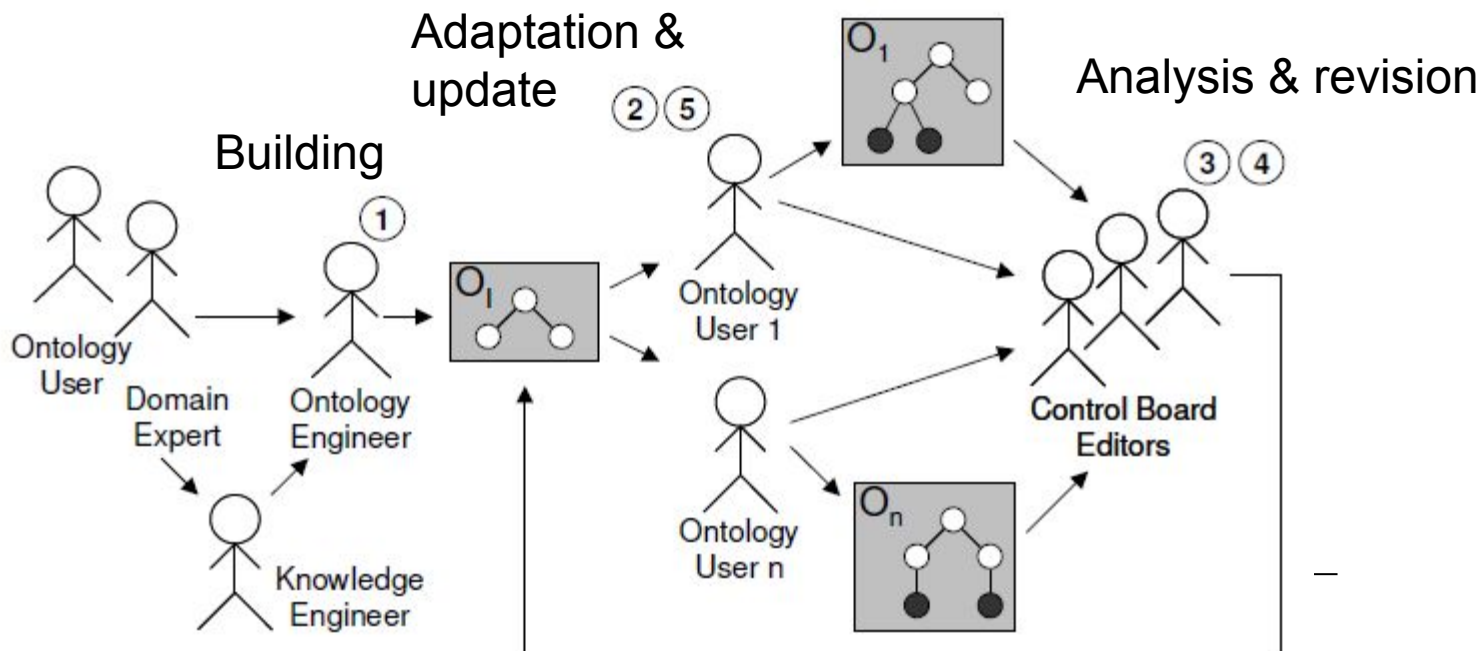 Adaptation &
update
Analysis & revision
Building
O1
2 5
3 4
1
OI
Ontology
User 1
Ontology
User
Domain
Expert
Ontology
Engineer
Control Board
Editors
On
Ontology
User n
Knowledge
Engineer
–